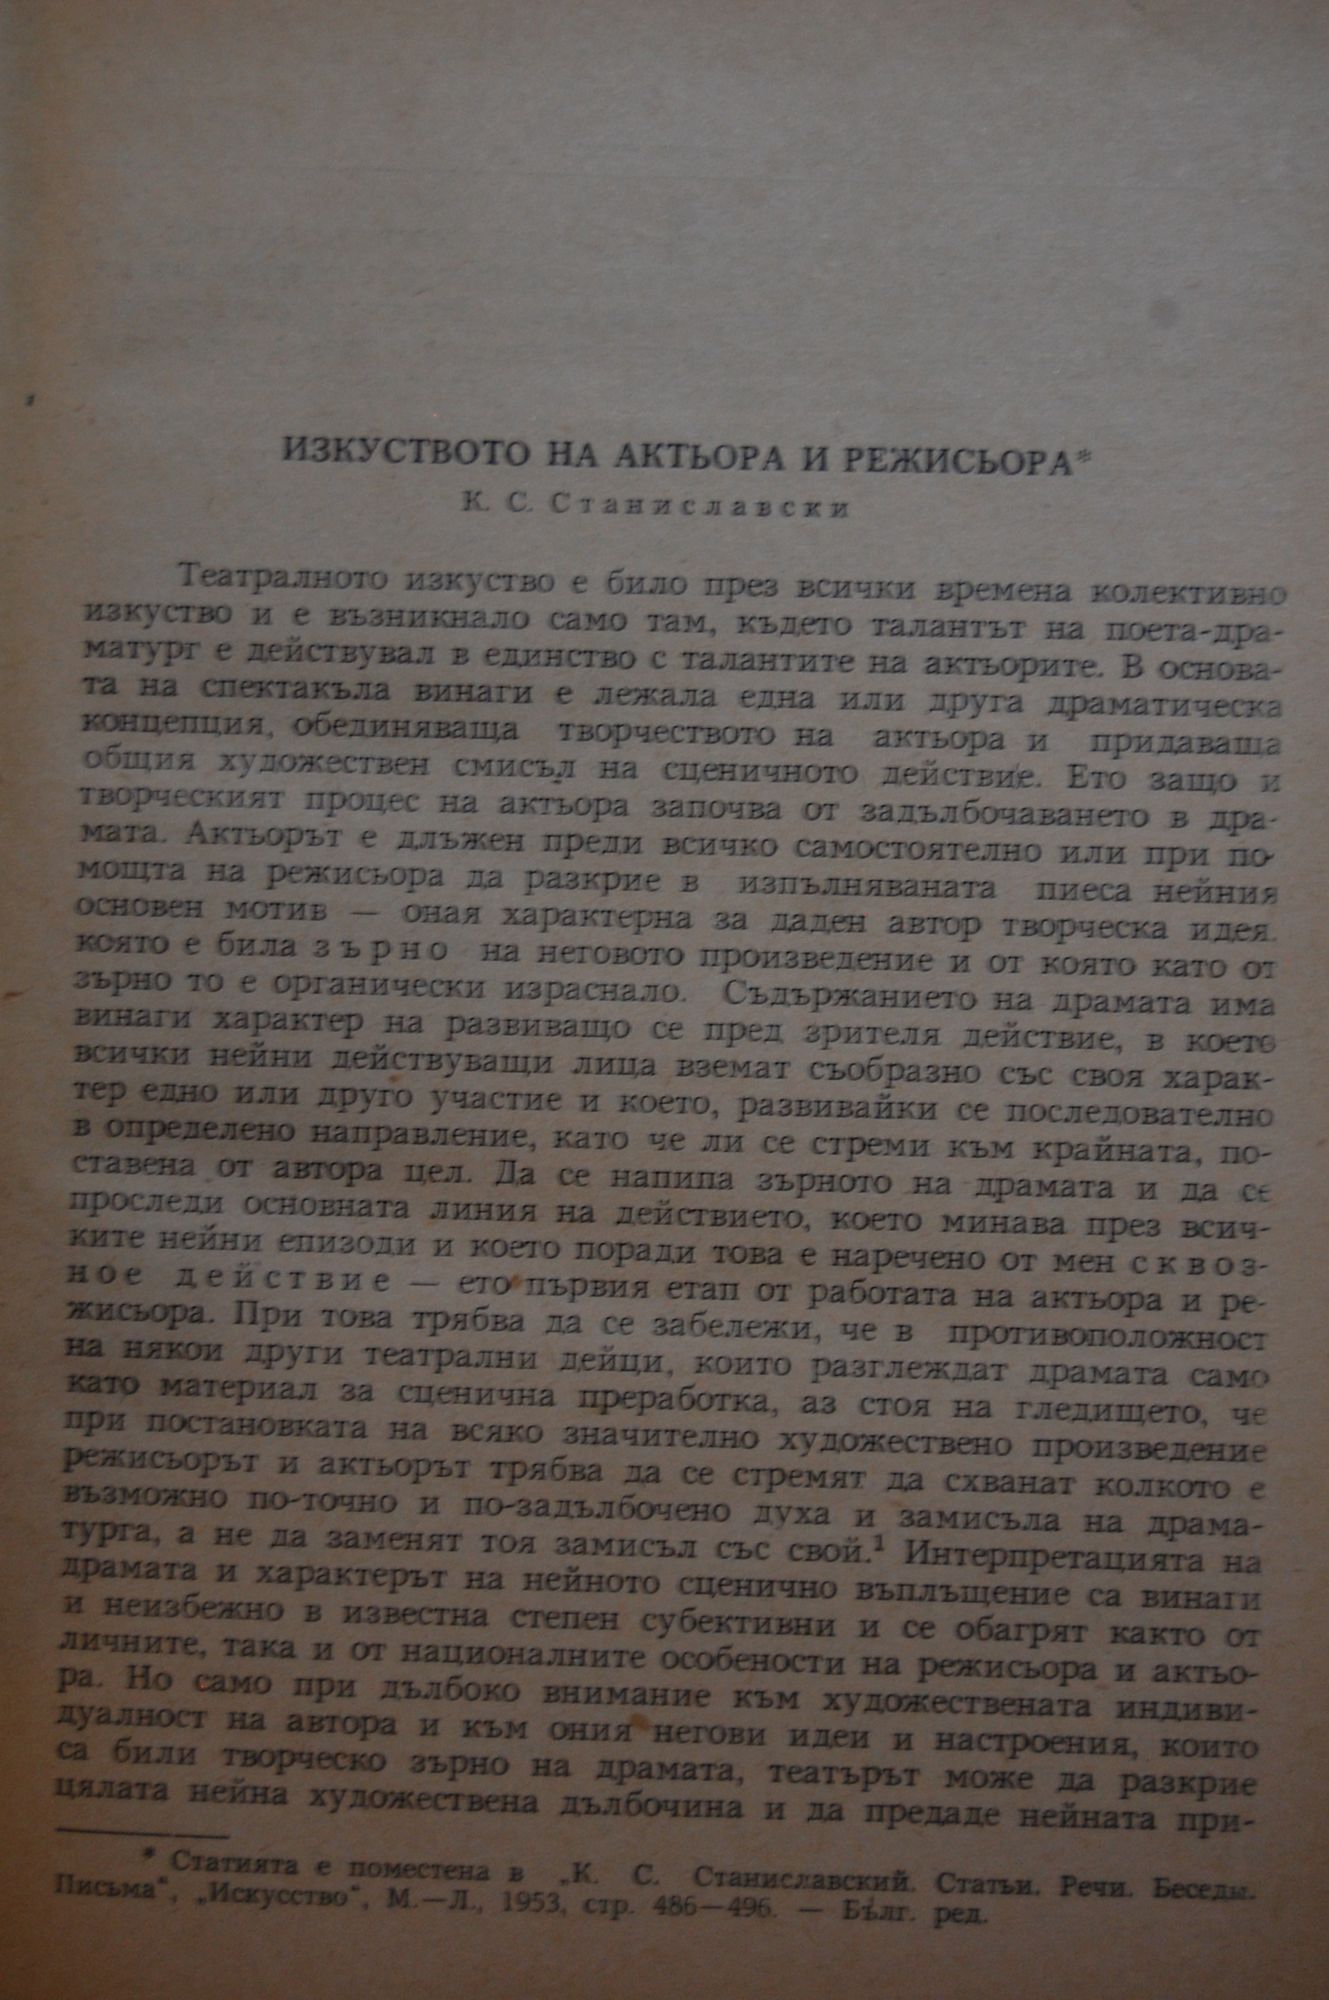 ИЗКУСТВОТО НА АКТЬОРА И РЕЖИСЬОРА*
К. С. Станиславски
Театралното изкуство е било през всички времена колективно
изкуство и е възникнало само там, където талантът на поета-дра-
матург е действувал в единство с талантите на актьорите. В основа-
та на спектакъла винаги е лежала една или друга драматическа
концепция, обединяваща творчеството на актьора и придаваща
общия художествен смисъл на сценичното действие. Ето защо и
творческият процес на актьора започва от задълбочаването в дра-
мата. Актьорът е длъжен преди всичко самостоятелно или при по-
мощта на режисьора да разкрие в изпълняваната пиеса нейния
основен мотив — оная характерна за даден автор творческа идея,
която е била зърно на неговото произведение и от която като от
зърно то е органически израснало. Съдържанието на драмата има
винаги характер на развиващо се пред зрителя действие, в което
всички нейни действуващи лица вземат съобразно със своя харак-
тер едно или друго участие и което, развивайки се последователно
в определено направление, като че ли се стреми към крайната, по-
ставена от автора цел. Да се напипа зърното на драмата и да се
проследи основната линия на действието, което минава през всич-
ките нейни епизоди и което поради това е наречено от мен сквоз-
ное действие — ето първия етап от работата на актьора и ре-
жисьора. При това трябва да се забележи, че в противоположност
на някои други театрални дейци, които разглеждат драмата само
като материал за сценична преработка, аз стоя на гледището, че
при постановката на всяко значително художествено произведение
режисьорът и актьорът трябва да се стремят да схванат колкото е
възможно по-точно и по-задълбочено духа и замисъла на драма-
турга, а не да заменят тоя замисъл със свой.¹ Интерпретацията на
драмата и характерът на нейното сценично въплъщение са винаги
и неизбежно в известна степен субективни и се обагрят както от
личните, така и от националните особености на режисьора и актьо-
ра. Но само при дълбоко внимание към художествената индиви-
дуалност на автора и към ония негови идеи и настроения, които
са били творческо зърно на драмата, театърът може да разкрие
цялата нейна художествена дълбочина и да предаде нейната при-
* Статията е поместена в „К. С. Станиславский. Статьи. Речи. Беседы.
Письма“, „Искусство“, М.—Л., 1953, стр. 486—496. — Бълг. ред.